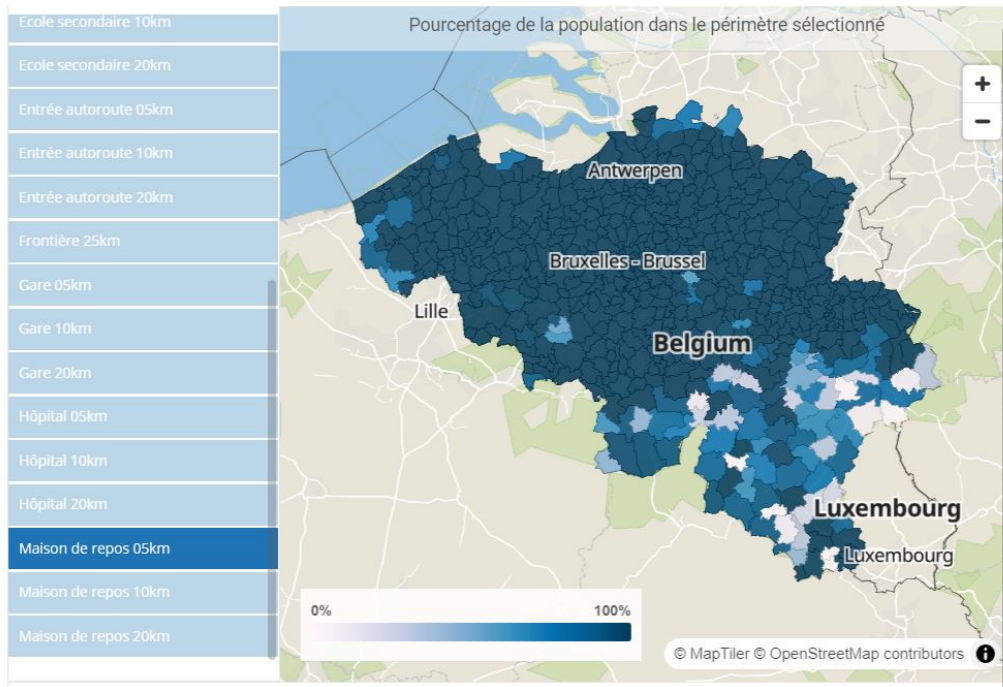 Ecole secondaire 10km
Ecole secondaire 20km
Entrée autoroute 05km
Entrée autoroute 10km
Entrée autoroute 20km
Frontière 25km
Gare 05km
Gare 10km
Gare 20km
Hôpital 05km
Hôpital 10km
Hôpital 20km
Maison de repos 05km
Maison de repos 10km
Maison de repos 20km
Pourcentage de la population dans le périmètre sélectionné
+
−
Antwerpen
Bruxelles - Brussel
Lille
Belgium
Luxembourg
Luxembourg
0% 100%
© MapTiler © OpenStreetMap contributors i